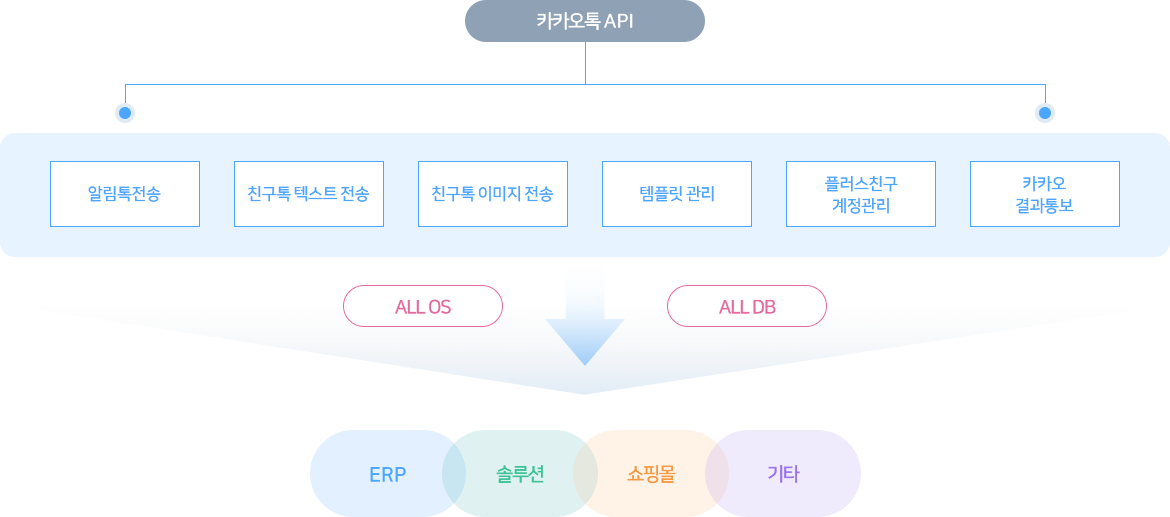 카카오톡 API
알림톡전송
친구톡 텍스트 전송
친구톡 이미지 전송
템플릿 관리
플러스친구
계정관리
카카오
결과통보
ALL OS
ALL DB
ERP
솔루션
쇼핑몰
기타